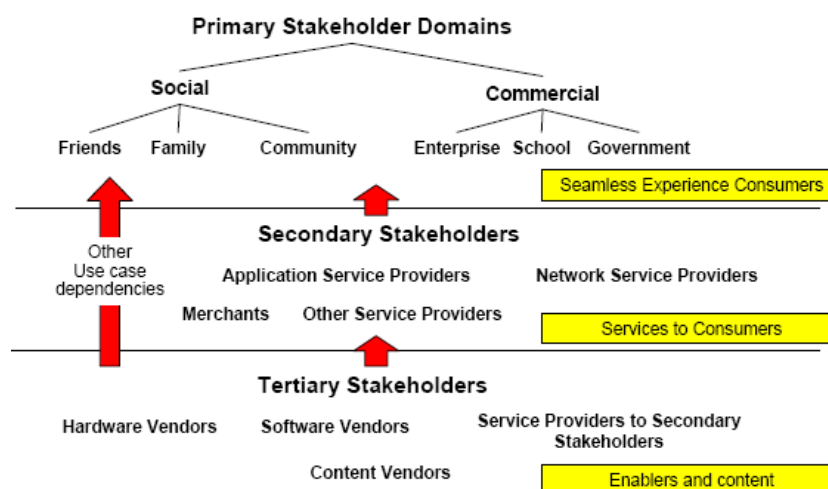 Primary Stakeholder Domains
Social
Commercial
Friends Family Community Enterprise School Government
Seamless Experience Consumers
Secondary Stakeholders
Other
Use case
dependencies
Application Service Providers Network Service Providers
Merchants Other Service Providers
Services to Consumers
Tertiary Stakeholders
Hardware Vendors Software Vendors Service Providers to Secondary
Stakeholders
Content Vendors
Enablers and content